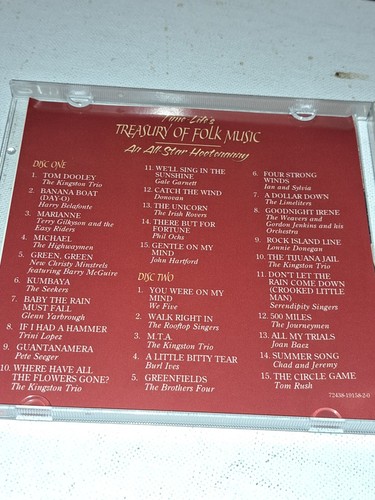 Time Life's
TREASURY OF FOLK MUSIC
An All-Star Hootenanny
DISC ONE
1. TOM DOOLEY
The Kingston Trio
2. BANANA BOAT
(DAY-O)
Harry Belafonte
3. MARIANNE
Terry Gilkyson and the
Easy Riders
4. MICHAEL
The Highwaymen
5. GREEN, GREEN
New Christy Minstrels
featuring Barry McGuire
6. KUMBAYA
The Seekers
7. BABY THE RAIN
MUST FALL
Glenn Yarbrough
8. IF I HAD A HAMMER
Trini Lopez
9. GUANTANAMERA
Pete Seeger
10. WHERE HAVE ALL
THE FLOWERS GONE?
The Kingston Trio
11. WE'LL SING IN THE
SUNSHINE
Gale Garnett
12. CATCH THE WIND
Donovan
13. THE UNICORN
The Irish Rovers
14. THERE BUT FOR
FORTUNE
Phil Ochs
15. GENTLE ON MY
MIND
John Hartford
DISC TWO
1. YOU WERE ON MY
MIND
We Five
2. WALK RIGHT IN
The Rooftop Singers
3. M.T.A.
The Kingston Trio
4. A LITTLE BITTY TEAR
Burl Ives
5. GREENFIELDS
The Brothers Four
6. FOUR STRONG
WINDS
Ian and Sylvia
7. A DOLLAR DOWN
The Limeliters
8. GOODNIGHT IRENE
The Weavers and
Gordon Jenkins and his
Orchestra
9. ROCK ISLAND LINE
Lonnie Donegan
10. THE TIJUANA JAIL
The Kingston Trio
11. DON'T LET THE
RAIN COME DOWN
(CROOKED LITTLE
MAN)
Serendipity Singers
12. 500 MILES
The Journeymen
13. ALL MY TRIALS
Joan Baez
14. SUMMER SONG
Chad and Jeremy
15. THE CIRCLE GAME
Tom Rush
72438-19158-2-0